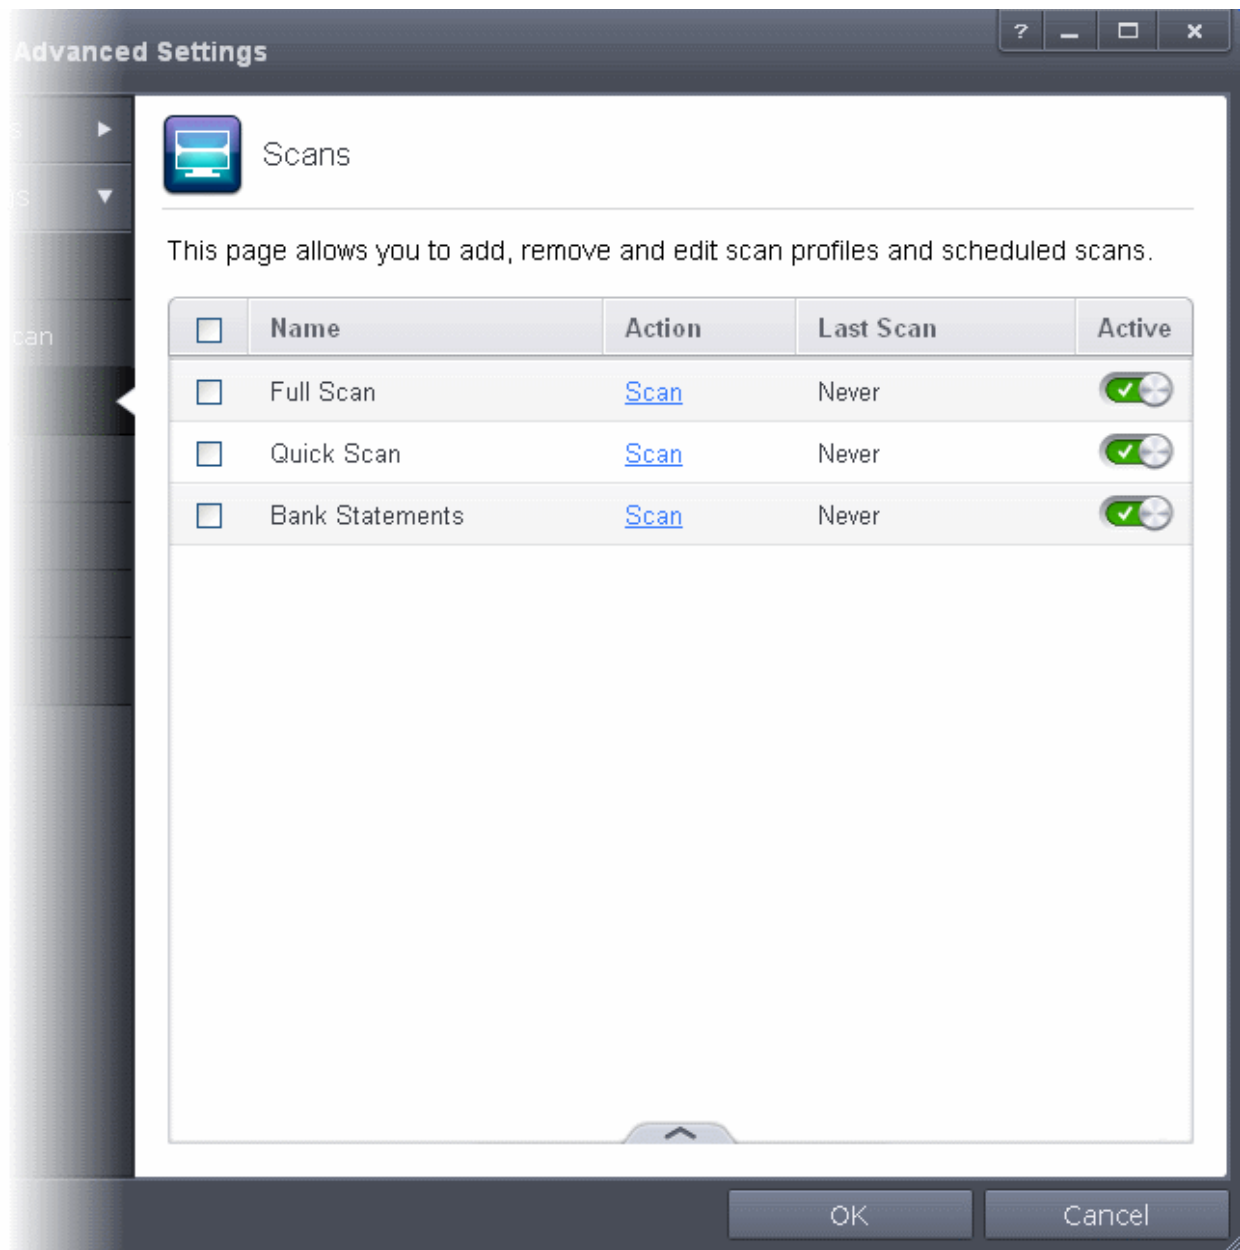 Advanced Settings
?
Scans
This page allows you to add, remove and edit scan profiles and scheduled scans.
Name Action Last Scan Active
Full Scan Scan Never
Quick Scan Scan Never
Bank Statements Scan Never
OK Cancel